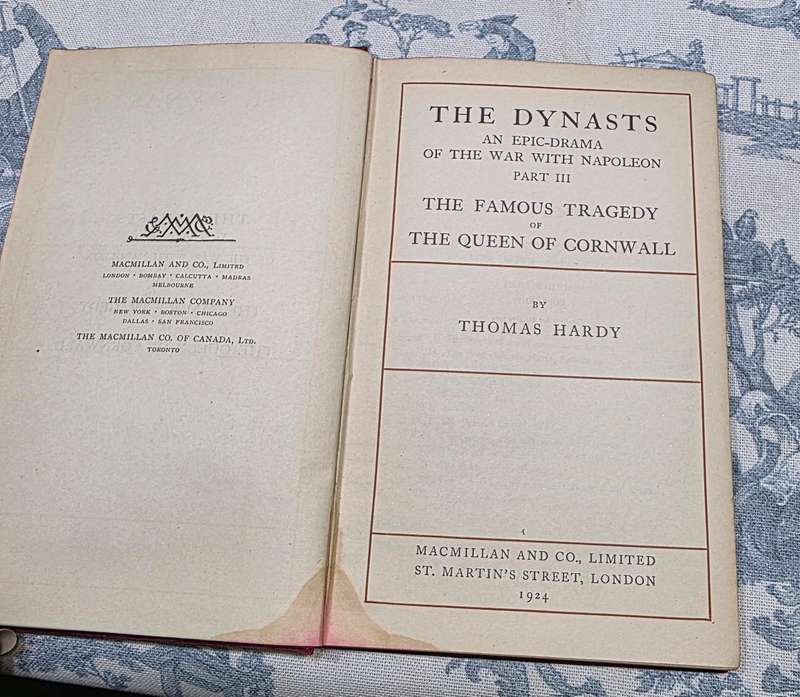 MACMILLAN AND CO., LIMITED
LONDON · BOMBAY · CALCUTTA · MADRAS
MELBOURNE
THE MACMILLAN COMPANY
NEW YORK · BOSTON · CHICAGO
DALLAS · SAN FRANCISCO
THE MACMILLAN CO. OF CANADA, LTD.
TORONTO
THE DYNASTS
AN EPIC-DRAMA
OF THE WAR WITH NAPOLEON
PART III
THE FAMOUS TRAGEDY
OF
THE QUEEN OF CORNWALL
BY
THOMAS HARDY
MACMILLAN AND CO., LIMITED
ST. MARTIN'S STREET, LONDON
1924